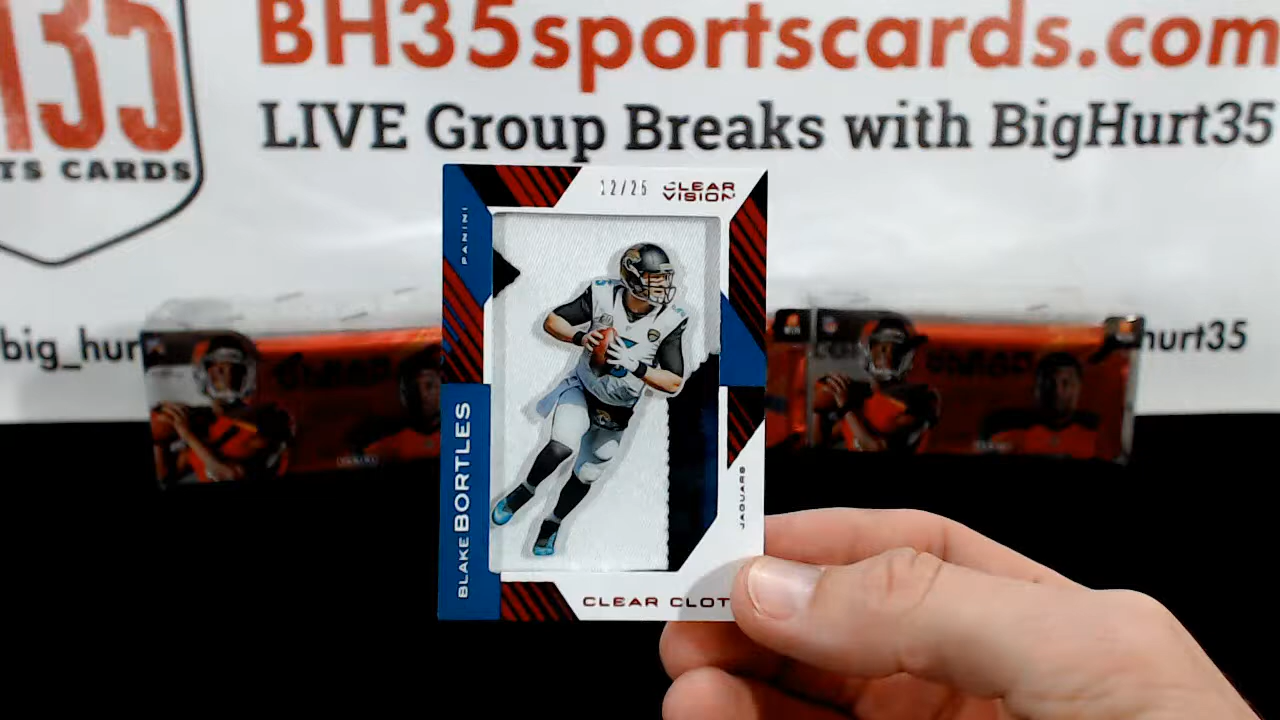 BH35sportscards.com
LIVE Group Breaks with BigHurt35
35
TS CARDS
big_hur
hurt35
12/25
CLEAR
VISION
PANINI
BLAKE BORTLES
JAGUARS
CLEAR CLOT